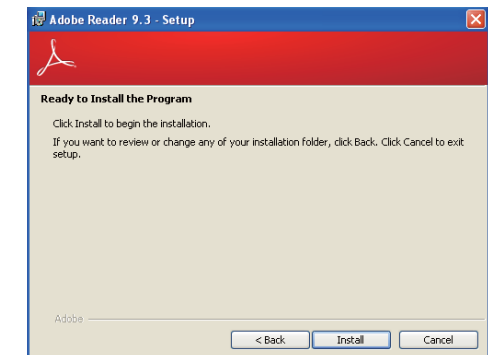 Adobe Reader 9.3 - Setup
Ready to Install the Program
Click Install to begin the installation.
If you want to review or change any of your installation folder, click Back. Click Cancel to exit
setup.
Adobe
< Back Install Cancel